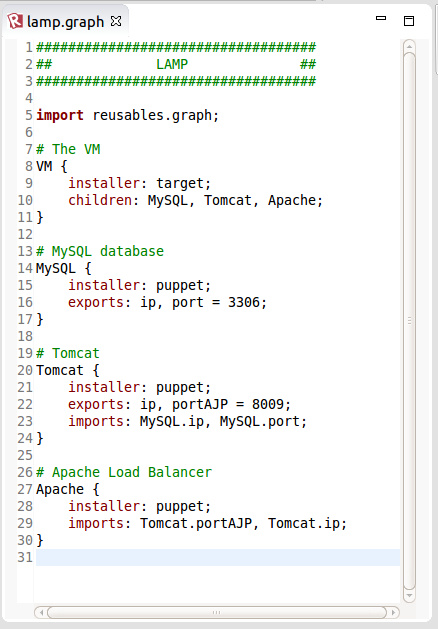 lamp.graph
1 ###################################
2 ##             LAMP              ##
3 ###################################
4
5 import reusables.graph;
6
7 # The VM
8 VM {
9     installer: target;
10     children: MySQL, Tomcat, Apache;
11 }
12
13 # MySQL database
14 MySQL {
15     installer: puppet;
16     exports: ip, port = 3306;
17 }
18
19 # Tomcat
20 Tomcat {
21     installer: puppet;
22     exports: ip, portAJP = 8009;
23     imports: MySQL.ip, MySQL.port;
24 }
25
26 # Apache Load Balancer
27 Apache {
28     installer: puppet;
29     imports: Tomcat.portAJP, Tomcat.ip;
30 }
31